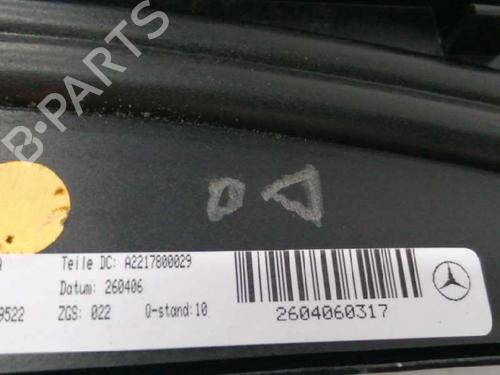 B-PARTS
Teile DC: A2217800029
Datum: 260406
9522 ZGS: 022 Q-stand:10
2604060317